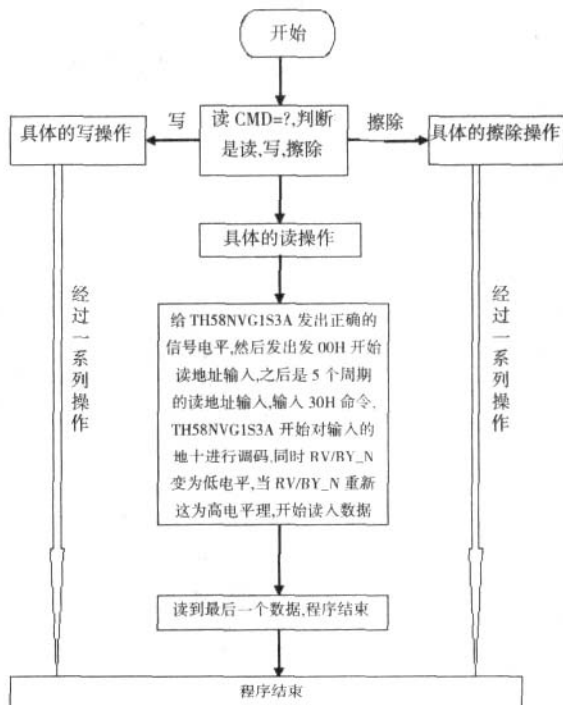 开始
读 CMD=?,判断
是读,写,擦除
写
擦除
具体的写操作
具体的擦除操作
具体的读操作
经过一系列操作
给 TH58NVG1S3A 发出正确的
信号电平,然后发出发 00H 开始
读地址输入,之后是 5 个周期
的读地址输入,输入 30H 命令,
TH58NVG1S3A 开始对输入的
地十进行调码,同时 RV/BY_N
变为低电平,当 RV/BY_N 重新
这为高电平理,开始读入数据
经过一系列操作
读到最后一个数据,程序结束
程序结束